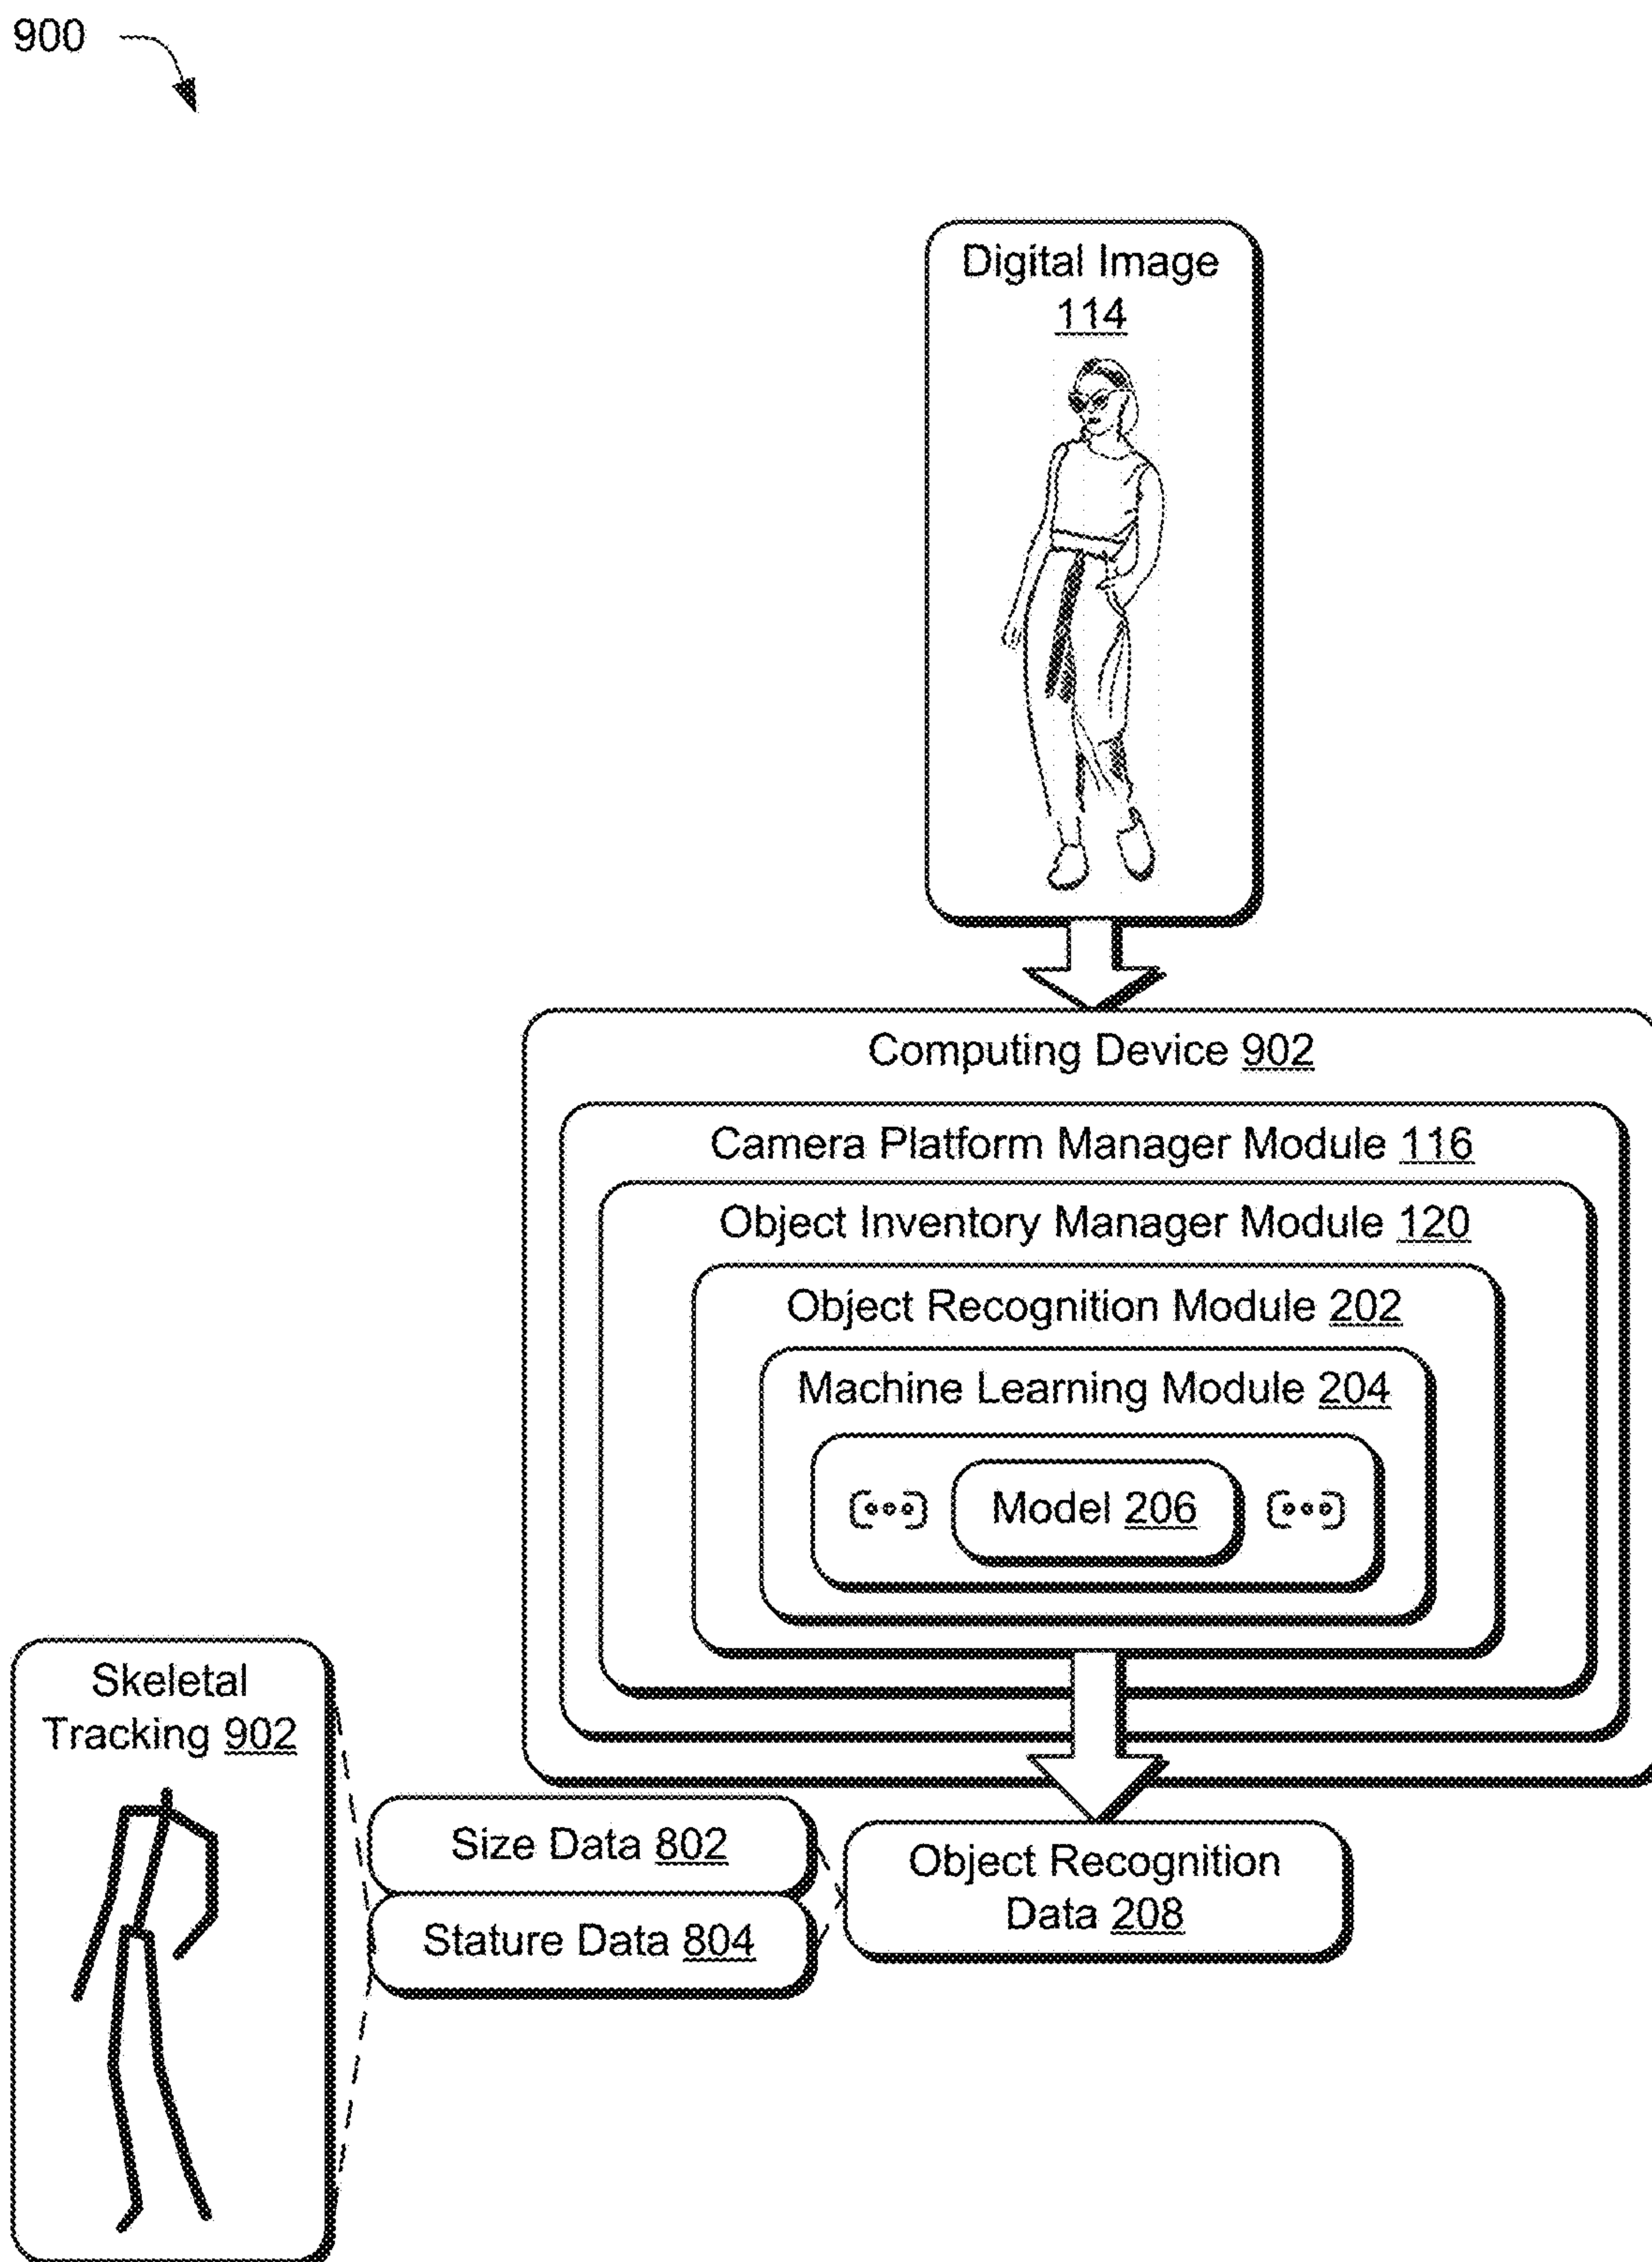 900
Digital Image
114
Computing Device 902
Camera Platform Manager Module 116
Object Inventory Manager Module 120
Object Recognition Module 202
Machine Learning Module 204
Model 206
Skeletal
Tracking 902
Size Data 802
Stature Data 804
Object Recognition
Data 208